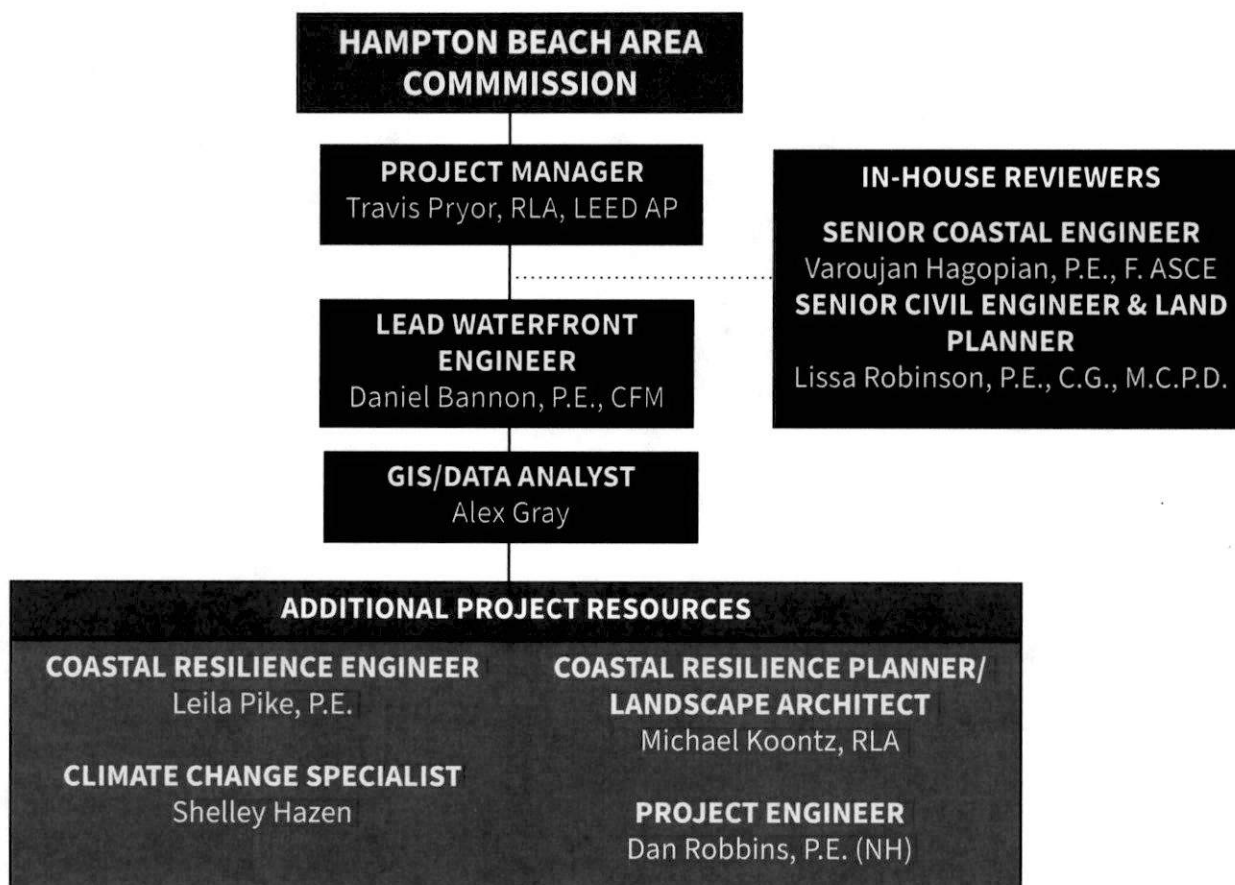 HAMPTON BEACH AREA
COMMMISSION
PROJECT MANAGER
Travis Pryor, RLA, LEED AP
IN-HOUSE REVIEWERS
SENIOR COASTAL ENGINEER
Varoujan Hagopian, P.E., F. ASCE
SENIOR CIVIL ENGINEER & LAND
PLANNER
Lissa Robinson, P.E., C.G., M.C.P.D.
LEAD WATERFRONT
ENGINEER
Daniel Bannon, P.E., CFM
GIS/DATA ANALYST
Alex Gray
ADDITIONAL PROJECT RESOURCES
COASTAL RESILIENCE ENGINEER
Leila Pike, P.E.
CLIMATE CHANGE SPECIALIST
Shelley Hazen
COASTAL RESILIENCE PLANNER/
LANDSCAPE ARCHITECT
Michael Koontz, RLA
PROJECT ENGINEER
Dan Robbins, P.E. (NH)